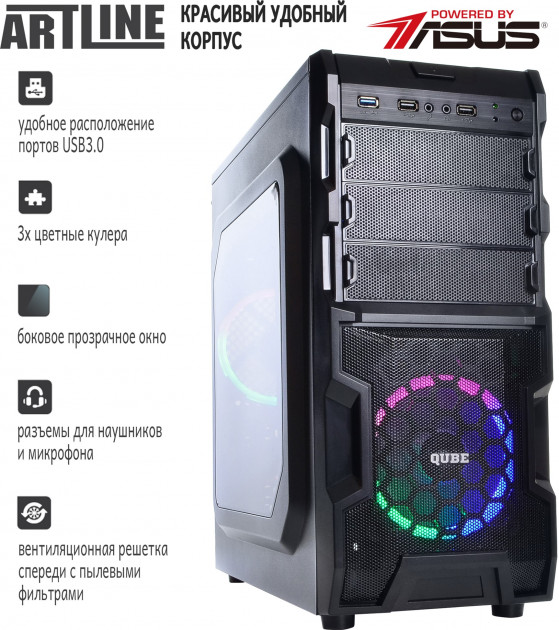 ARTLINE
КРАСИВЫЙ УДОБНЫЙ
КОРПУС
POWERED BY
ASUS®
удобное расположение
портов USB3.0
3x цветные кулера
боковое прозрачное окно
разъемы для наушников
и микрофона
вентиляционная решетка
спереди с пылевыми
фильтрами
QUBE